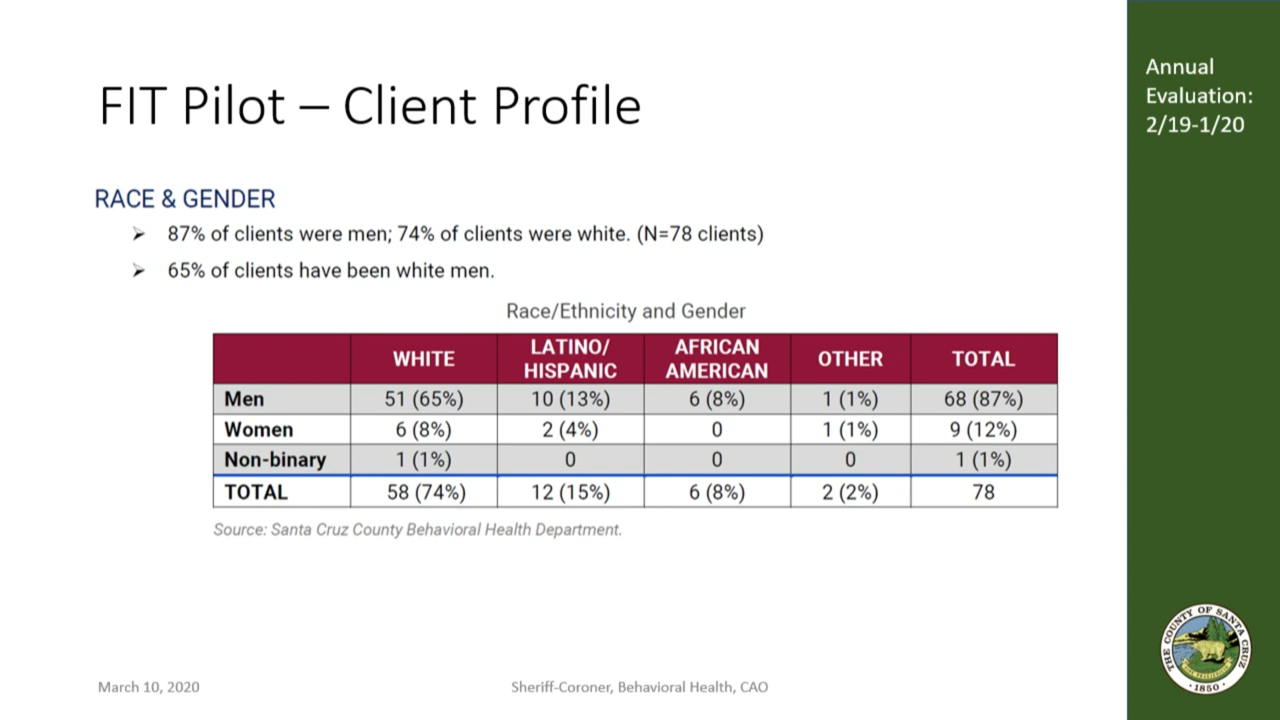 FIT Pilot – Client Profile
Annual
Evaluation:
2/19-1/20
RACE & GENDER
➢ 87% of clients were men; 74% of clients were white. (N=78 clients)
➢ 65% of clients have been white men.
Race/Ethnicity and Gender
WHITE LATINO/ HISPANIC AFRICAN AMERICAN OTHER TOTAL
Men 51 (65%) 10 (13%) 6 (8%) 1 (1%) 68 (87%)
Women 6 (8%) 2 (4%) 0 1 (1%) 9 (12%)
Non-binary 1 (1%) 0 0 0 1 (1%)
TOTAL 58 (74%) 12 (15%) 6 (8%) 2 (2%) 78
Source: Santa Cruz County Behavioral Health Department.
THE COUNTY OF SANTA CRUZ
· 1850 ·
March 10, 2020
Sheriff-Coroner, Behavioral Health, CAO